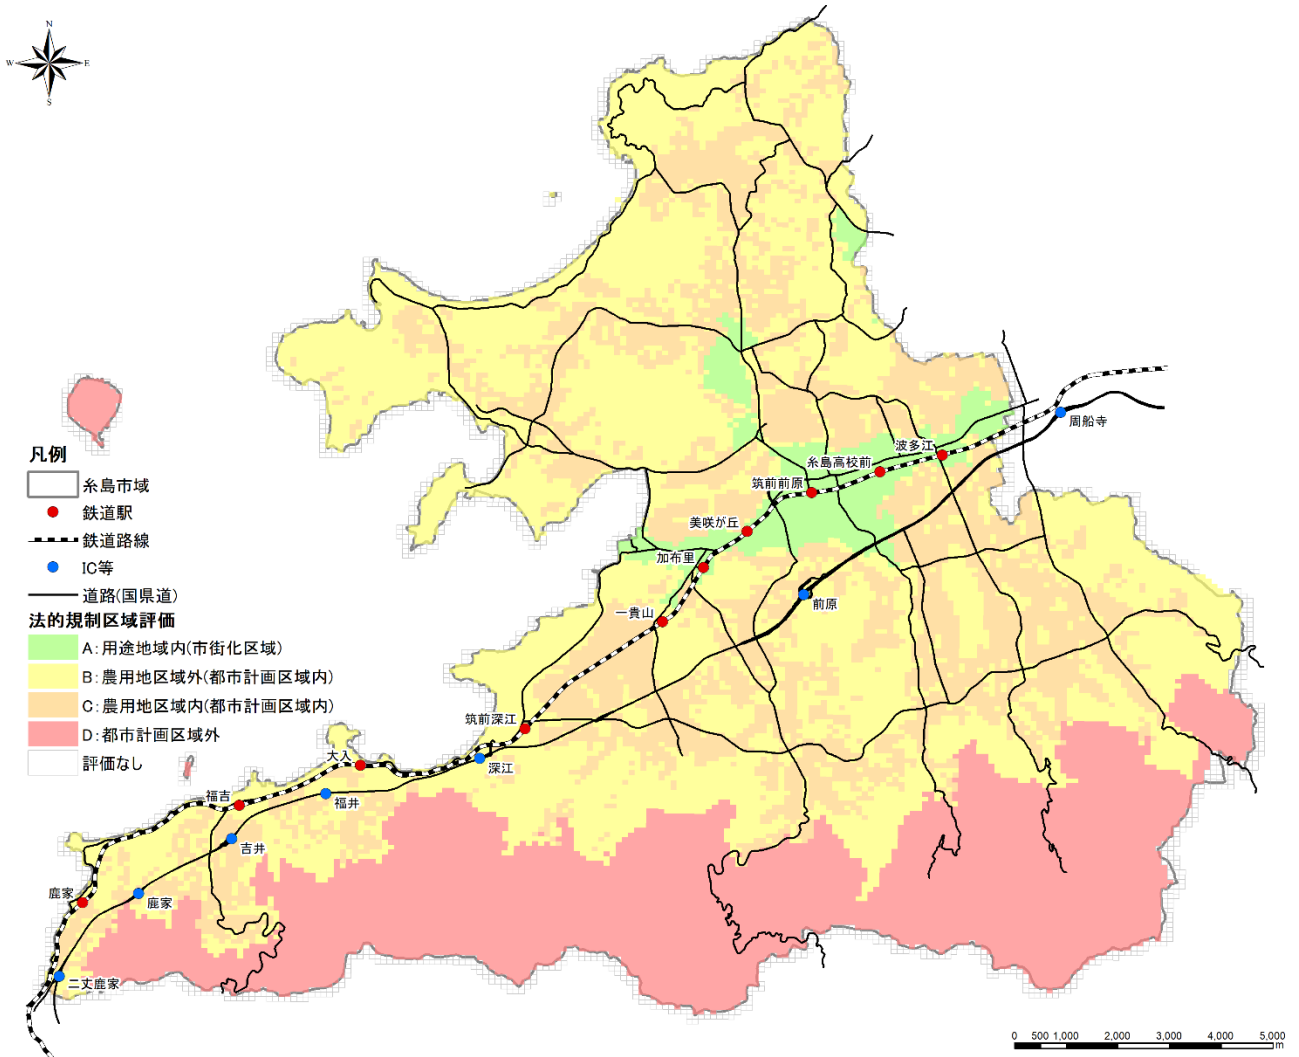 N
W
E
S
周船寺
波多江
糸島高校前
筑前前原
美咲が丘
加布里
前原
一貴山
筑前深江
深江
大入
福井
福吉
吉井
鹿家
鹿家
二丈鹿家
凡例
糸島市域
鉄道駅
鉄道路線
IC等
道路(国県道)
法的規制区域評価
A:用途地域内(市街化区域)
B:農用地区域外(都市計画区域内)
C:農用地区域内(都市計画区域内)
D:都市計画区域外
評価なし
0 500 1,000 2,000 3,000 4,000 5,000
m